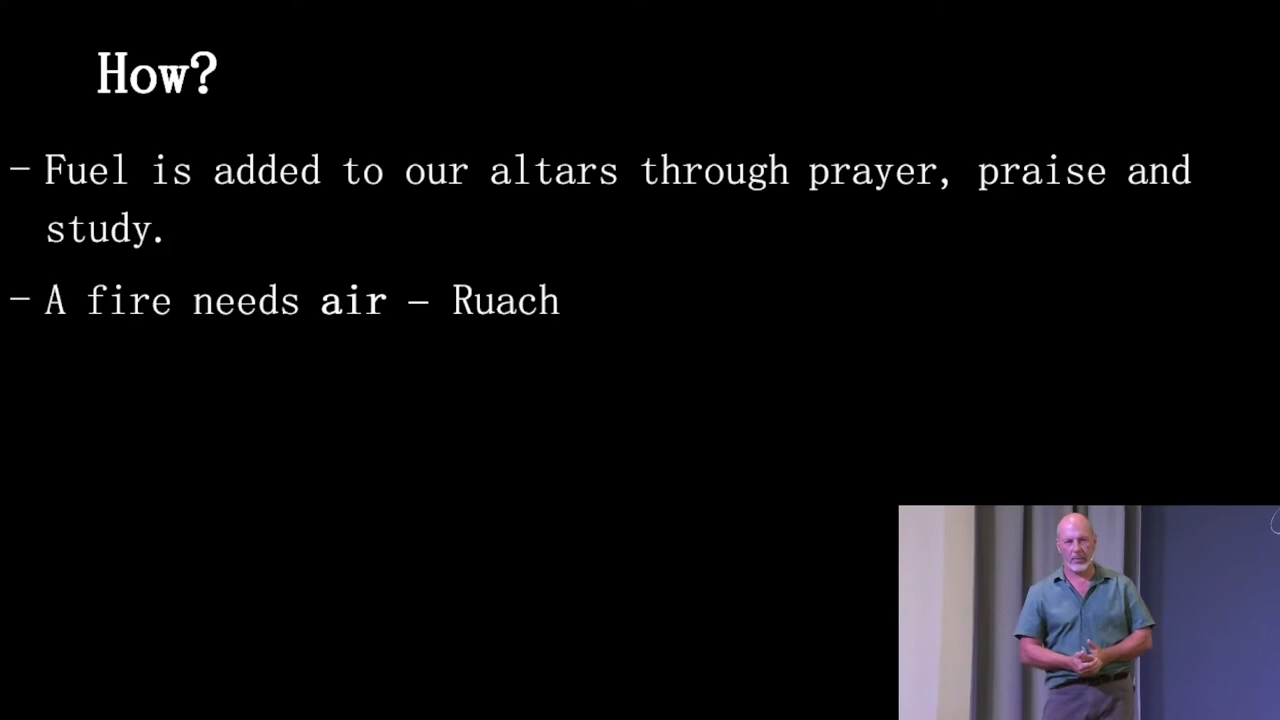 How?
– Fuel is added to our altars through prayer, praise and
study.
– A fire needs air – Ruach